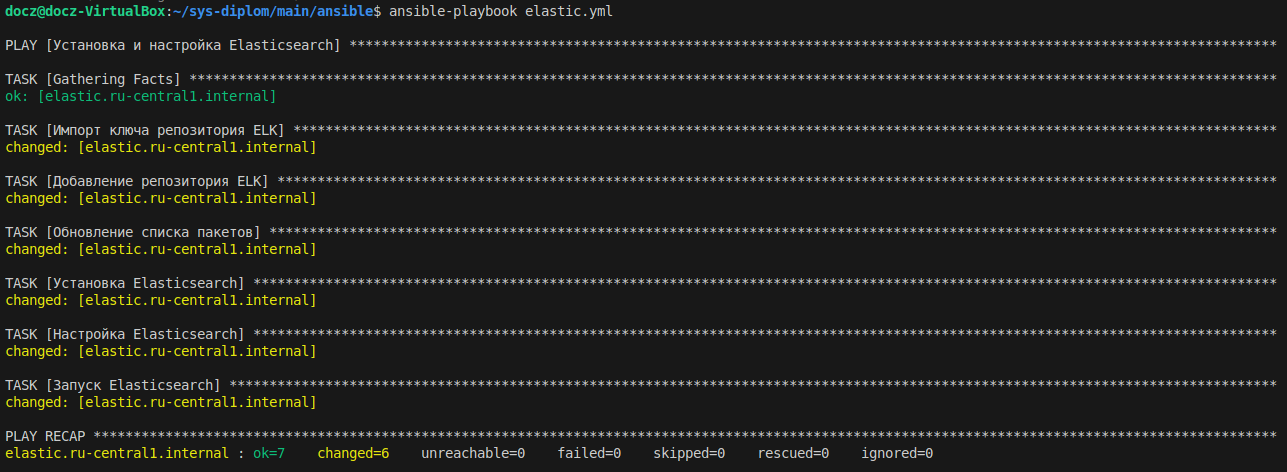 docz@docz-VirtualBox:~/sys-diplom/main/ansible$ ansible-playbook elastic.yml
PLAY [Установка и настройка Elasticsearch] ********************************************************************************************************************
TASK [Gathering Facts] ****************************************************************************************************************************************
ok: [elastic.ru-central1.internal]
TASK [Импорт ключа репозитория ELK] ***************************************************************************************************************************
changed: [elastic.ru-central1.internal]
TASK [Добавление репозитория ELK] *****************************************************************************************************************************
changed: [elastic.ru-central1.internal]
TASK [Обновление списка пакетов] ******************************************************************************************************************************
changed: [elastic.ru-central1.internal]
TASK [Установка Elasticsearch] ********************************************************************************************************************************
changed: [elastic.ru-central1.internal]
TASK [Настройка Elasticsearch] ********************************************************************************************************************************
changed: [elastic.ru-central1.internal]
TASK [Запуск Elasticsearch] ***********************************************************************************************************************************
changed: [elastic.ru-central1.internal]
PLAY RECAP ****************************************************************************************************************************************************
elastic.ru-central1.internal : ok=7    changed=6    unreachable=0    failed=0    skipped=0    rescued=0    ignored=0